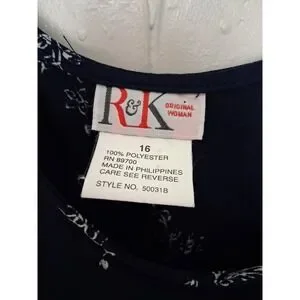 R&K
ORIGINAL
WOMAN
16
100% POLYESTER
RN 89700
MADE IN PHILIPPINES
CARE SEE REVERSE
STYLE NO. 50031B